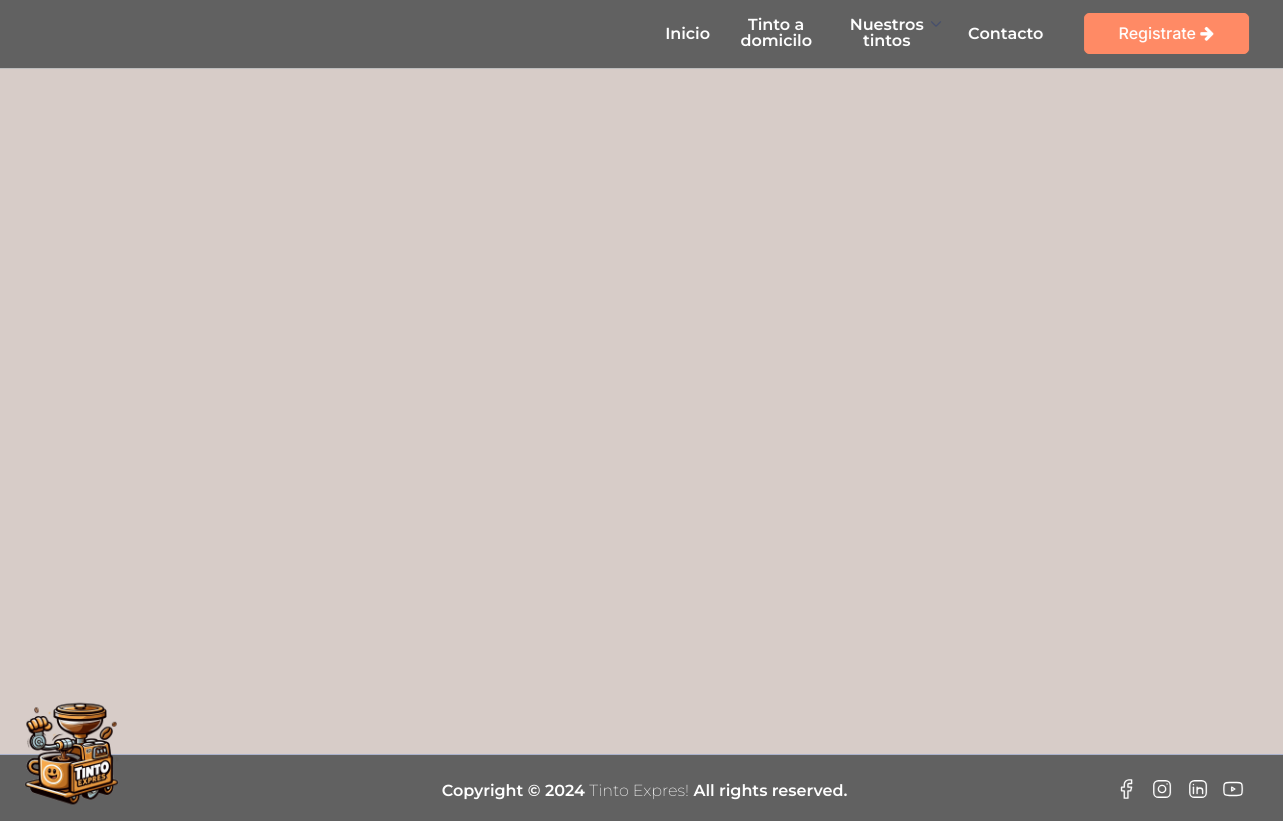 Inicio
Tinto a
domicilo
Nuestros
tintos
Contacto
Registrate
TINTO
EXPRES
Copyright © 2024 Tinto Expres! All rights reserved.